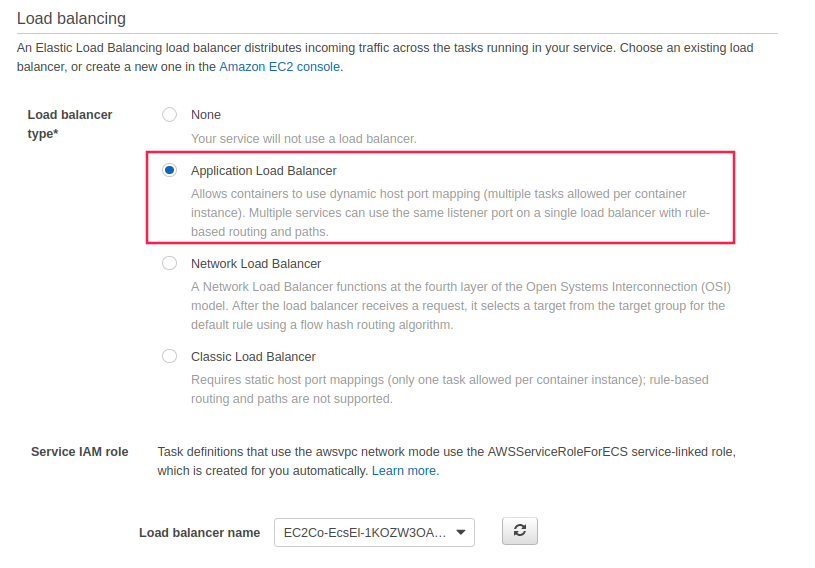 Load balancing
An Elastic Load Balancing load balancer distributes incoming traffic across the tasks running in your service. Choose an existing load
balancer, or create a new one in the Amazon EC2 console.
Load balancer
type*
None
Your service will not use a load balancer.
Application Load Balancer
Allows containers to use dynamic host port mapping (multiple tasks allowed per container
instance). Multiple services can use the same listener port on a single load balancer with rule-
based routing and paths.
Network Load Balancer
A Network Load Balancer functions at the fourth layer of the Open Systems Interconnection (OSI)
model. After the load balancer receives a request, it selects a target from the target group for the
default rule using a flow hash routing algorithm.
Classic Load Balancer
Requires static host port mappings (only one task allowed per container instance); rule-based
routing and paths are not supported.
Service IAM role
Task definitions that use the awsvpc network mode use the AWSServiceRoleForECS service-linked role,
which is created for you automatically. Learn more.
Load balancer name
EC2Co-EcsEl-1KOZW3OA...